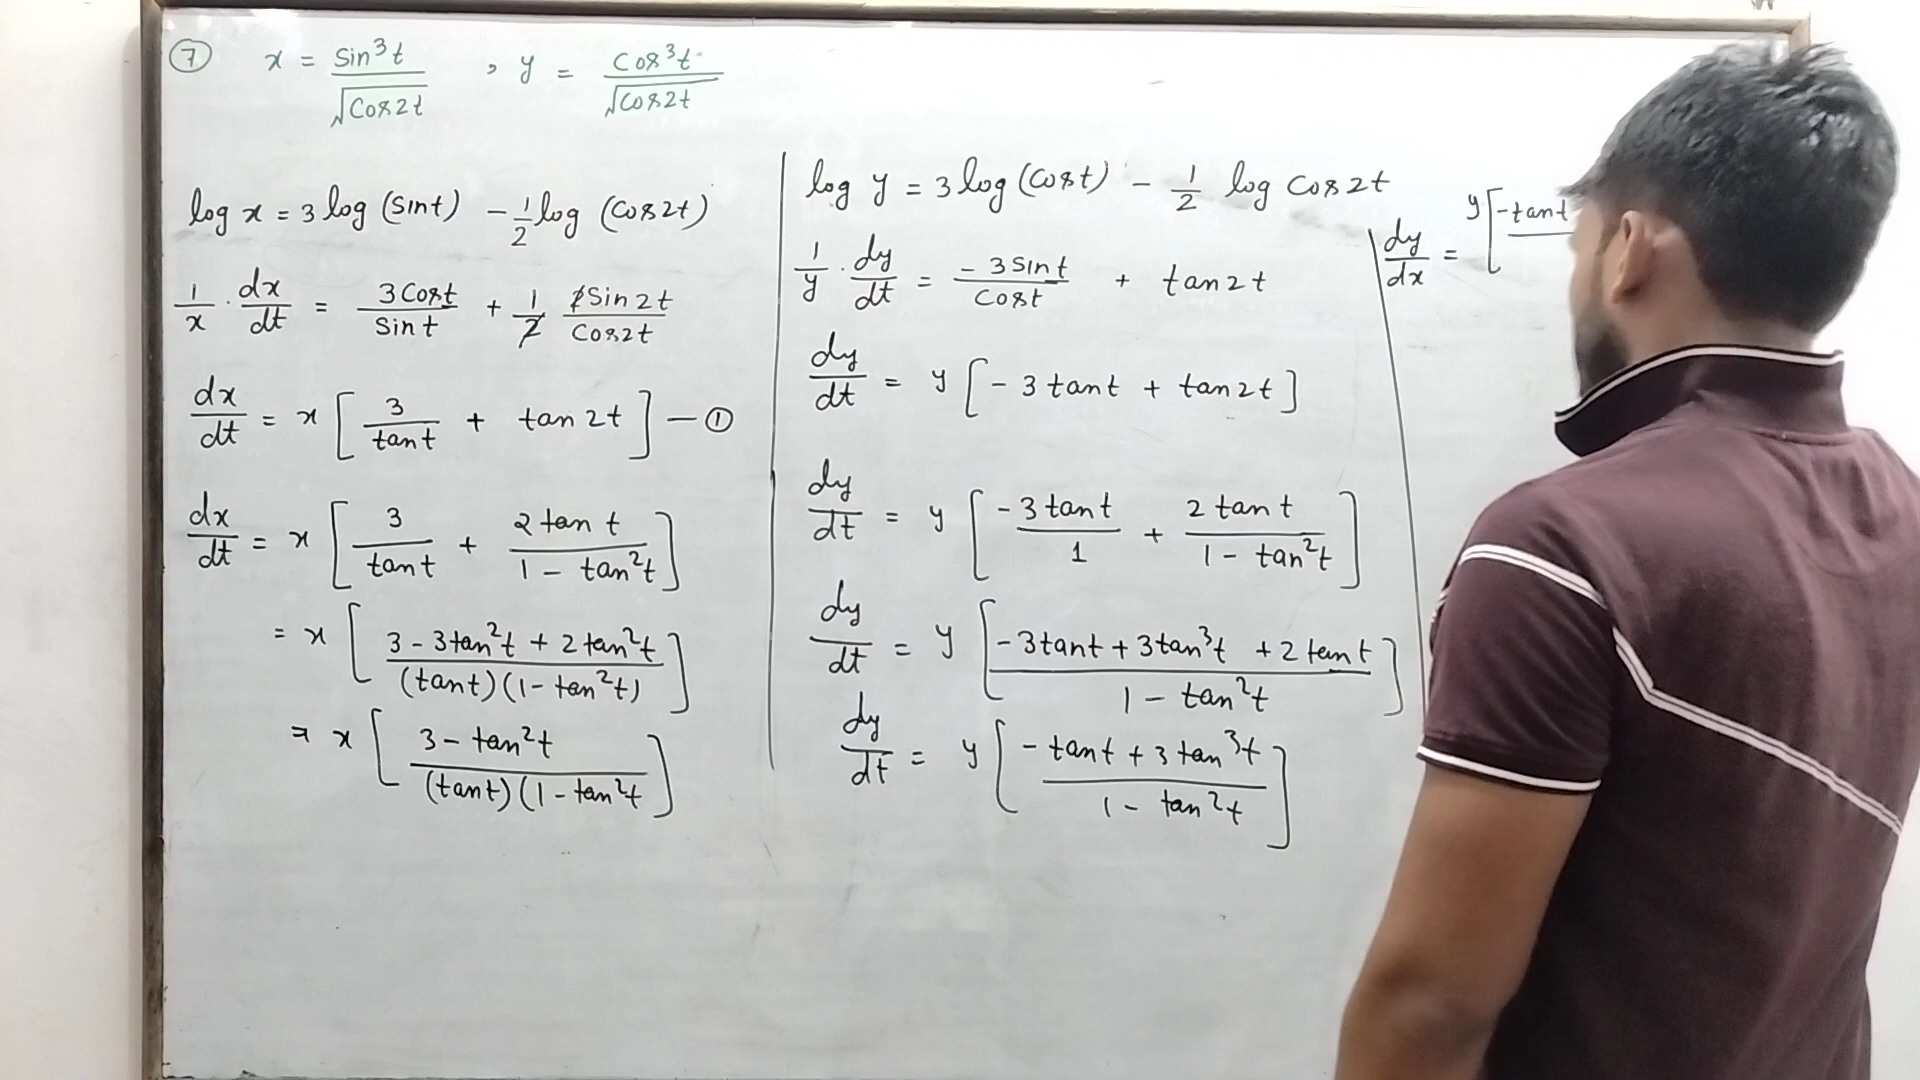 ⑦ x = Sin³t / √Cos2t , y = Cos³t / √Cos2t
log x = 3 log (Sint) - 1/2 log (Cos2t)
1/x · dx/dt = 3Cost / Sint + 1/2 2Sin2t / Cos2t
dx/dt = x [ 3 / tant + tan2t ] — ①
dx/dt = x [ 3 / tant + 2tant / 1 - tan²t ]
= x [ 3 - 3tan²t + 2tan²t / (tant)(1 - tan²t) ]
= x [ 3 - tan²t / (tant)(1 - tan²t ]
log y = 3 log (Cost) - 1/2 log Cos2t
1/y · dy/dt = - 3Sint / Cost + tan2t
dy/dt = y [ - 3tant + tan2t ]
dy/dt = y [ - 3tant / 1 + 2tant / 1 - tan²t ]
dy/dt = y [ - 3tant + 3tan³t + 2tant / 1 - tan²t ]
dy/dt = y [ - tant + 3tan³t / 1 - tan²t ]
dy/dx = y [ - tant